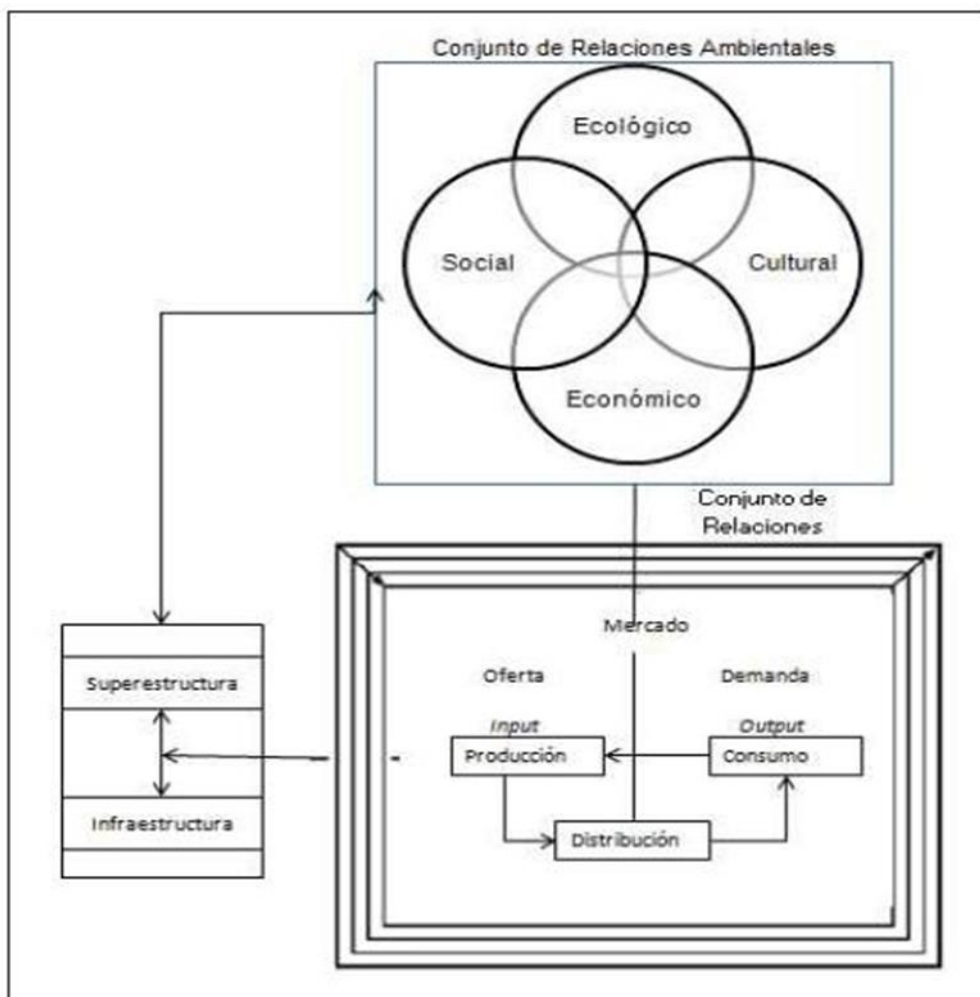 Conjunto de Relaciones Ambientales
Ecológico
Social
Cultural
Económico
Conjunto de
Relaciones
Mercado
Oferta
Demanda
Superestructura
Input
Output
Producción
Consumo
Infraestructura
Distribución